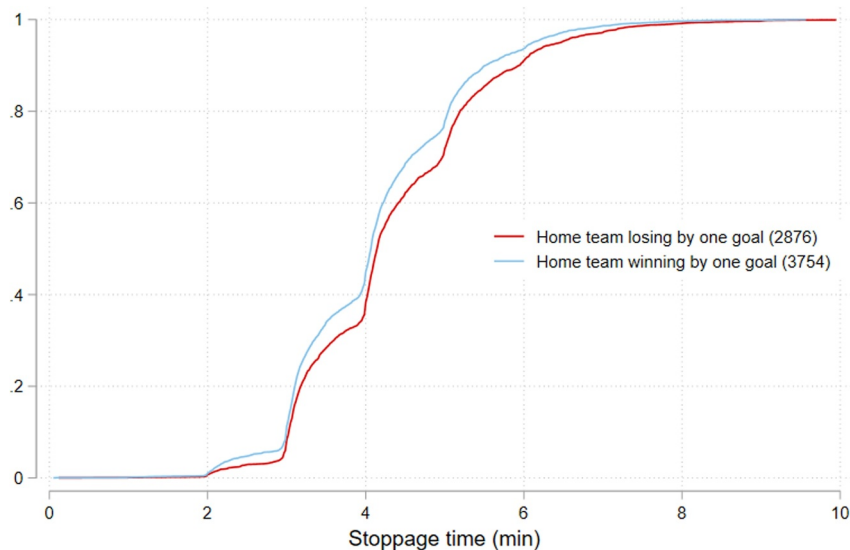 1
.8
.6
.4
.2
0
Home team losing by one goal (2876)
Home team winning by one goal (3754)
0 2 4 6 8 10
Stoppage time (min)